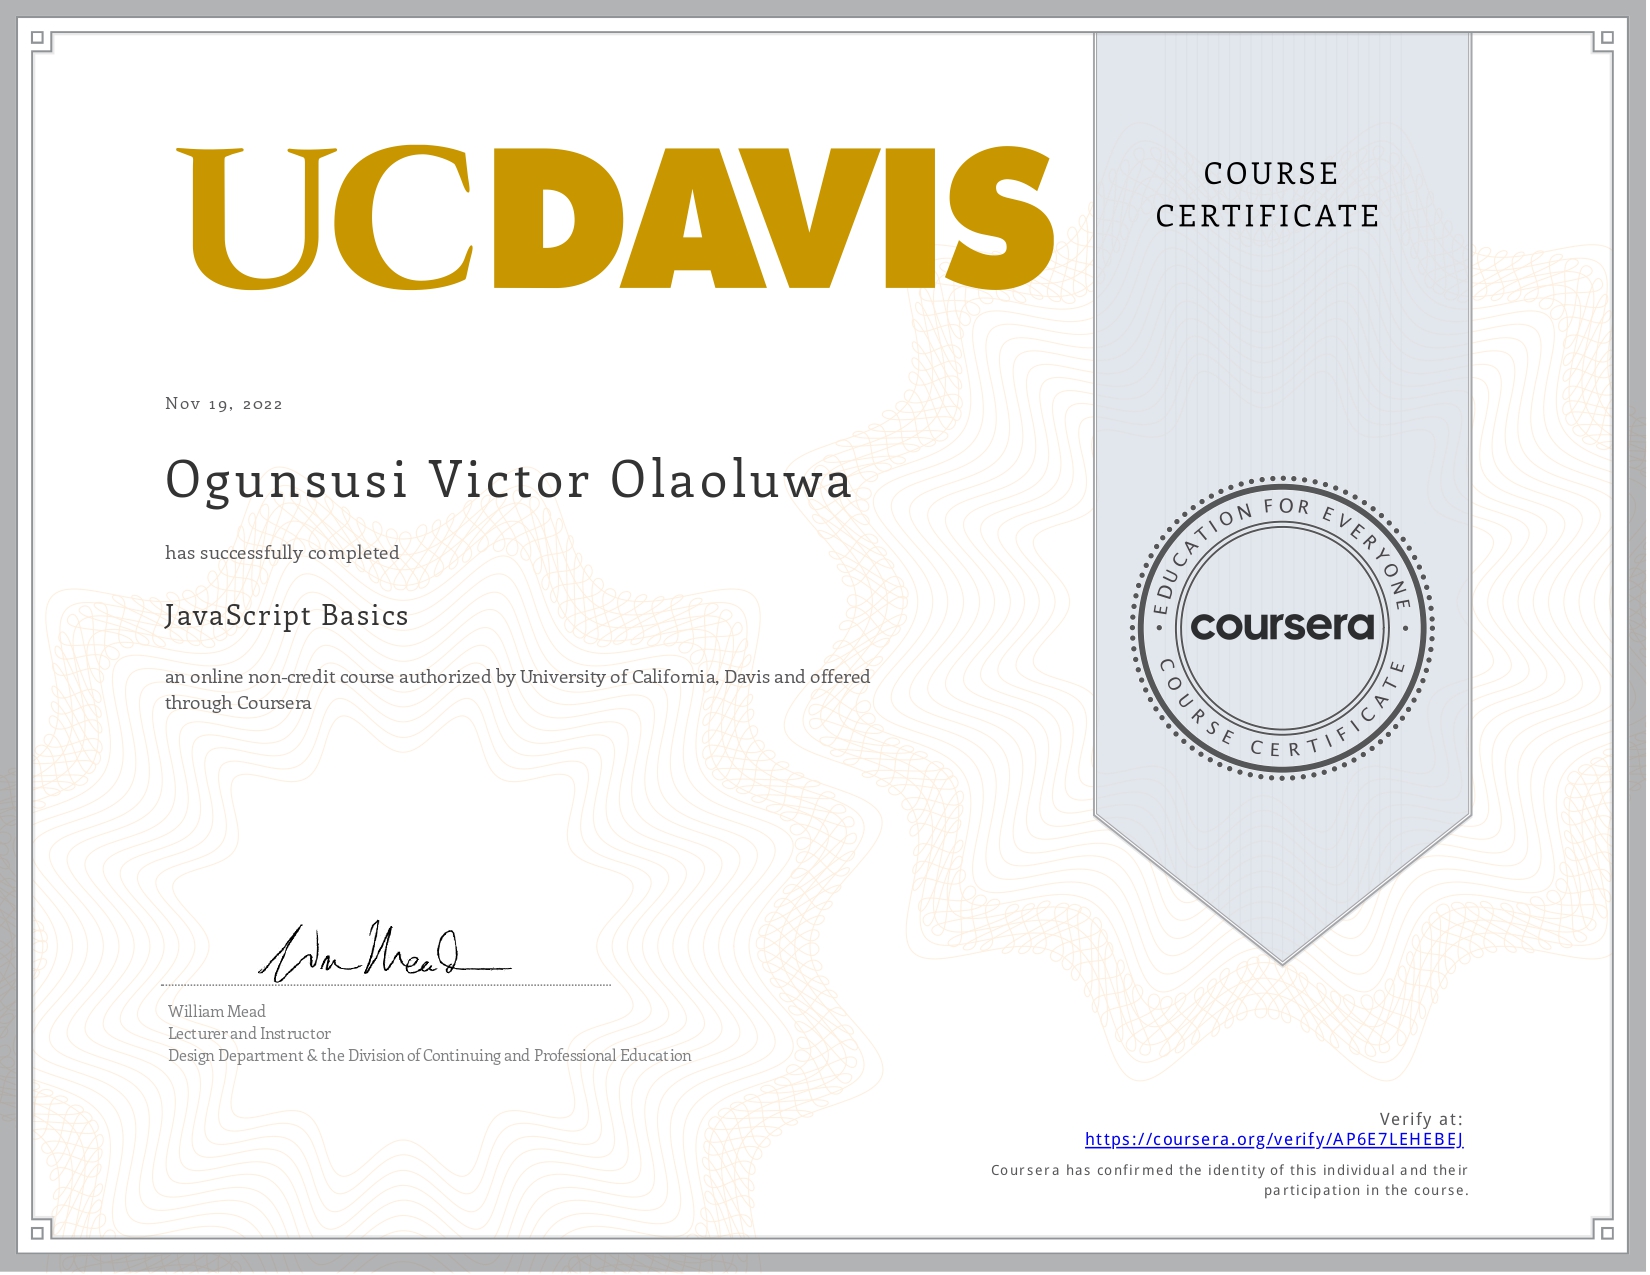 UCDAVIS
COURSE
CERTIFICATE
Nov 19, 2022
Ogunsusi Victor Olaoluwa
has successfully completed
JavaScript Basics
an online non-credit course authorized by University of California, Davis and offered
through Coursera
EDUCATION FOR EVERYONE
coursera
COURSE CERTIFICATE
William Mead
Lecturer and Instructor
Design Department & the Division of Continuing and Professional Education
Verify at:
https://coursera.org/verify/AP6E7LEHEBEJ
Coursera has confirmed the identity of this individual and their
participation in the course.